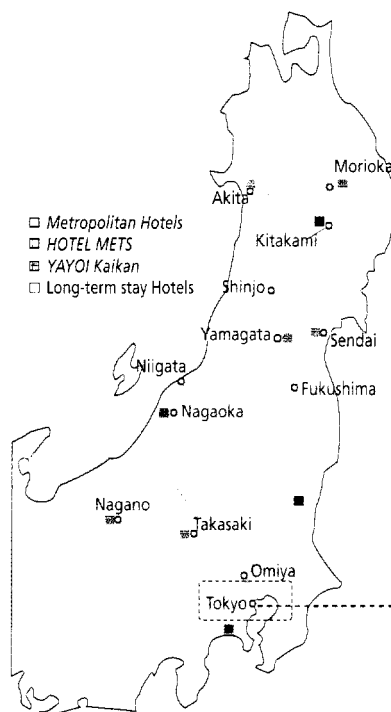 Morioka
Akita
□ Metropolitan Hotels
□ HOTEL METS
Kitakami
YAYOI Kaikan
□ Long-term stay Hotels
Shinjo
Yamagata
Sendai
Niigata
Fukushima
Nagaoka
Nagano
Takasaki
Omiya
Tokyo